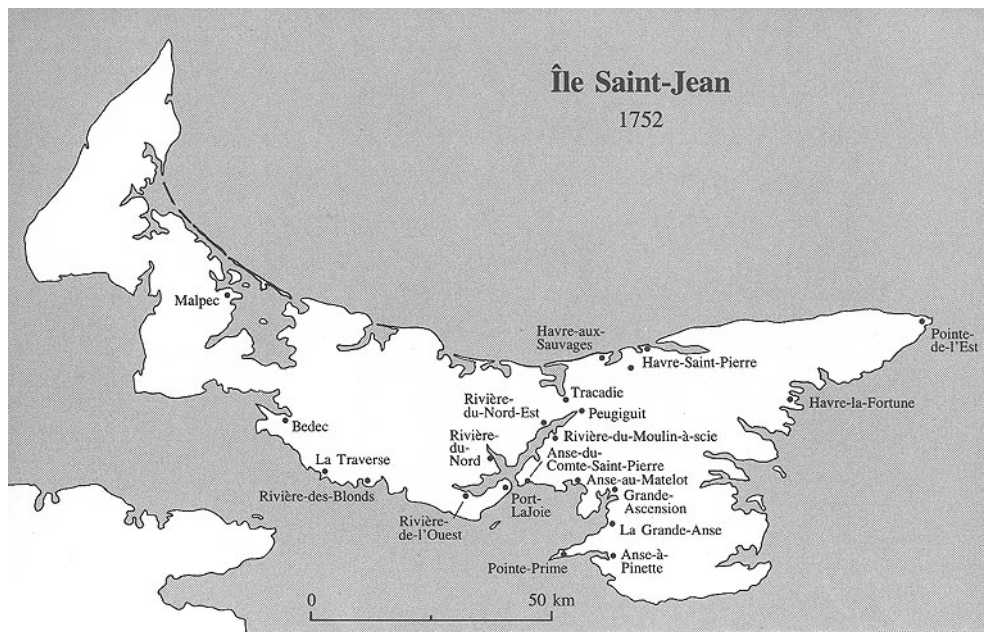 Île Saint-Jean
1752
Malpec
Havre-aux-
Sauvages
Pointe-
de-l'Est
Havre-Saint-Pierre
Tracadie
Rivière-
du-Nord-Est
Peugiguit
Havre-la-Fortune
Bedec
Rivière-
du-
Nord
Rivière-du-Moulin-à-scie
Anse-du-
Comte-Saint-Pierre
La Traverse
Anse-au-Matelot
Rivière-des-Blonds
Port-
LaJoie
Grande-
Ascension
Rivière-
de-l'Ouest
La Grande-Anse
Pointe-Prime
Anse-à-
Pinette
0
50 km